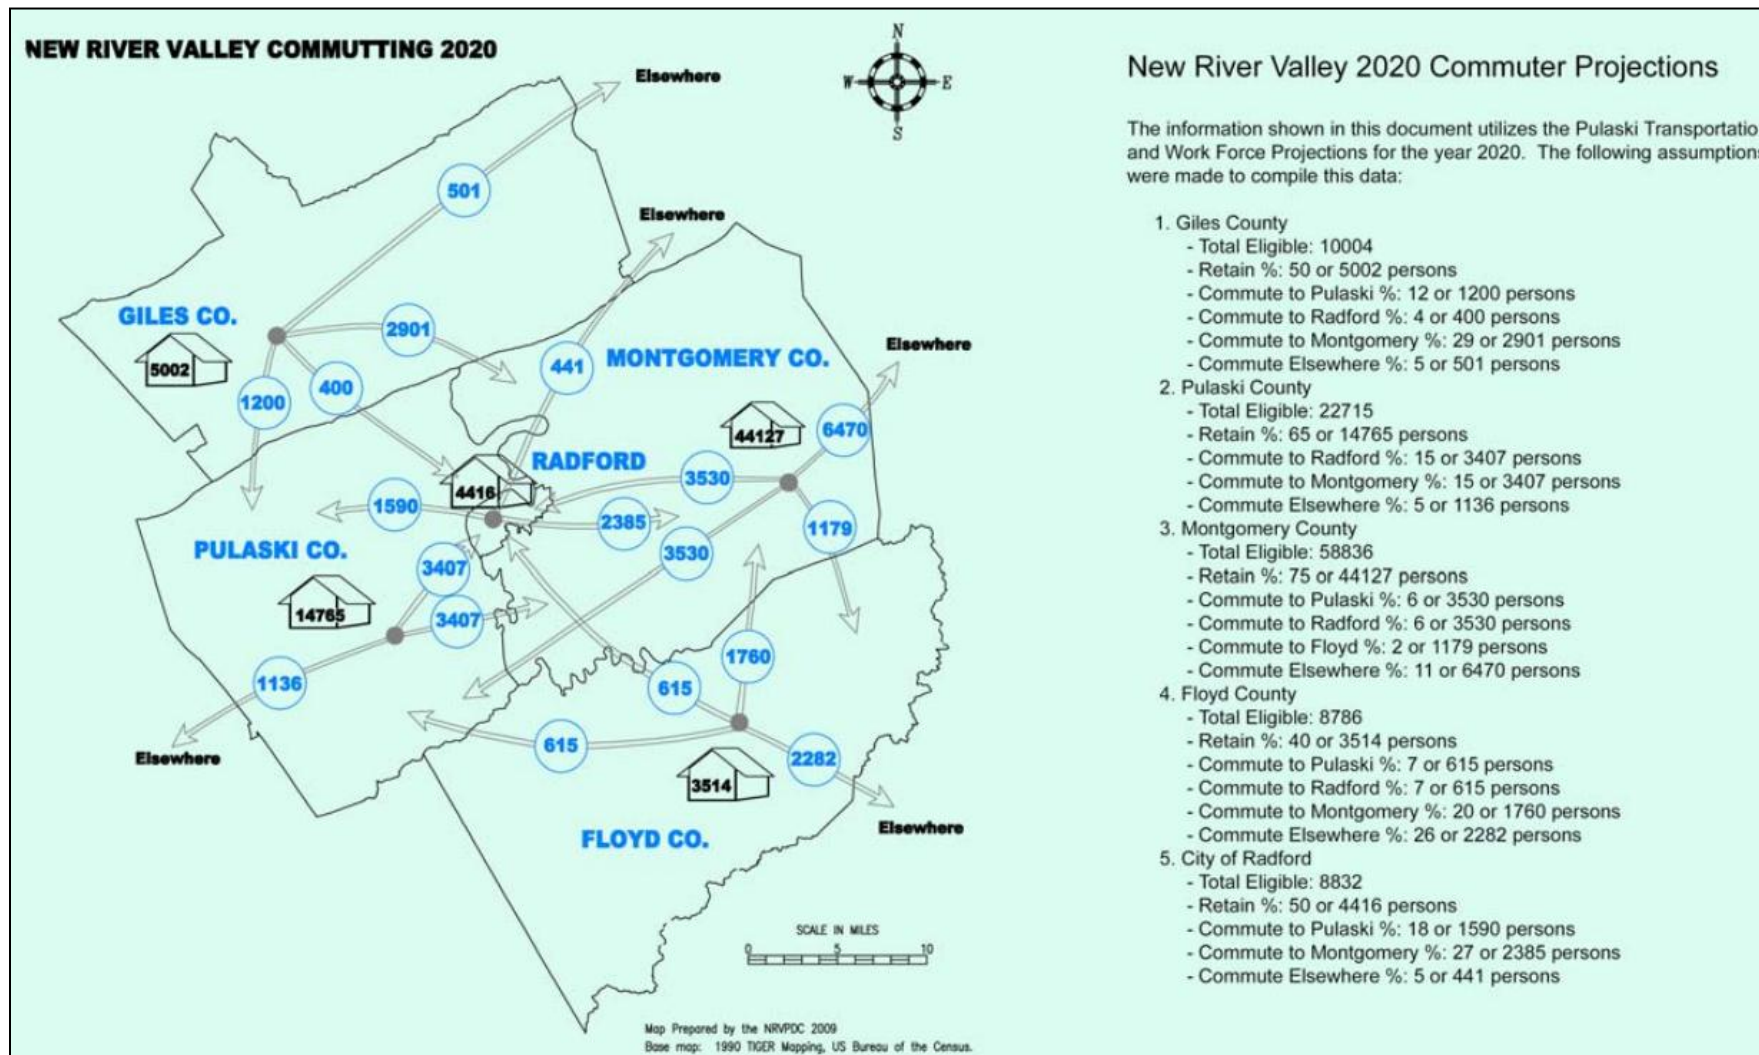 NEW RIVER VALLEY COMMUTTING 2020
N
W E
S
Elsewhere
501
Elsewhere
GILES CO.
5002
2901
400
1200
441
MONTGOMERY CO.
Elsewhere
44127
6470
RADFORD
4416
3530
1590
2385
1179
3530
PULASKI CO.
3407
14765
3407
1136
Elsewhere
1760
615
615
2282
3514
Elsewhere
FLOYD CO.
SCALE IN MILES
0 5 10
Map Prepared by the NRVPDC 2009
Base map: 1990 TIGER Mapping, US Bureau of the Census.
New River Valley 2020 Commuter Projections
The information shown in this document utilizes the Pulaski Transportatio
and Work Force Projections for the year 2020. The following assumptions
were made to compile this data:
1. Giles County
- Total Eligible: 10004
- Retain %: 50 or 5002 persons
- Commute to Pulaski %: 12 or 1200 persons
- Commute to Radford %: 4 or 400 persons
- Commute to Montgomery %: 29 or 2901 persons
- Commute Elsewhere %: 5 or 501 persons
2. Pulaski County
- Total Eligible: 22715
- Retain %: 65 or 14765 persons
- Commute to Radford %: 15 or 3407 persons
- Commute to Montgomery %: 15 or 3407 persons
- Commute Elsewhere %: 5 or 1136 persons
3. Montgomery County
- Total Eligible: 58836
- Retain %: 75 or 44127 persons
- Commute to Pulaski %: 6 or 3530 persons
- Commute to Radford %: 6 or 3530 persons
- Commute to Floyd %: 2 or 1179 persons
- Commute Elsewhere %: 11 or 6470 persons
4. Floyd County
- Total Eligible: 8786
- Retain %: 40 or 3514 persons
- Commute to Pulaski %: 7 or 615 persons
- Commute to Radford %: 7 or 615 persons
- Commute to Montgomery %: 20 or 1760 persons
- Commute Elsewhere %: 26 or 2282 persons
5. City of Radford
- Total Eligible: 8832
- Retain %: 50 or 4416 persons
- Commute to Pulaski %: 18 or 1590 persons
- Commute to Montgomery %: 27 or 2385 persons
- Commute Elsewhere %: 5 or 441 persons